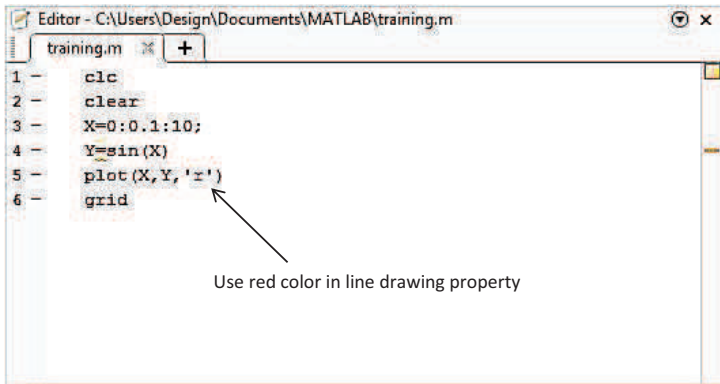 Editor - C:\Users\Design\Documents\MATLAB\training.m
training.m
1 - clc
2 - clear
3 - X=0:0.1:10;
4 - Y=sin(X)
5 - plot(X,Y,'r')
6 - grid
Use red color in line drawing property